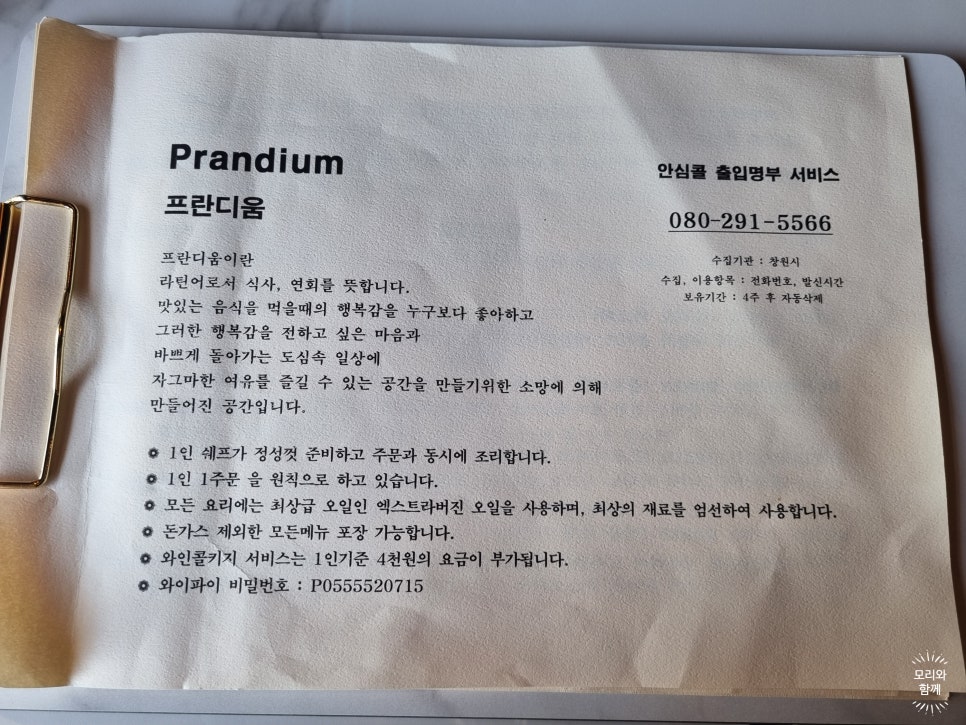 Prandium
프란디움
프란디움이란
라틴어로서 식사, 연회를 뜻합니다.
맛있는 음식을 먹을때의 행복감을 누구보다 좋아하고
그러한 행복감을 전하고 싶은 마음과
바쁘게 돌아가는 도심속 일상에
자그마한 여유를 즐길 수 있는 공간을 만들기위한 소망에 의해
만들어진 공간입니다.
안심콜 출입명부 서비스
080-291-5566
수집기관 : 창원시
수집, 이용항목 : 전화번호, 발신시간
보유기간 : 4주 후 자동삭제
1인 쉐프가 정성껏 준비하고 주문과 동시에 조리합니다.
1인 1주문 을 원칙으로 하고 있습니다.
모든 요리에는 최상급 오일인 엑스트라버진 오일을 사용하며, 최상의 재료를 엄선하여 사용합니다.
돈가스 제외한 모든메뉴 포장 가능합니다.
와인콜키지 서비스는 1인기준 4천원의 요금이 부가됩니다.
와이파이 비밀번호 : P0555520715
모리와
함께